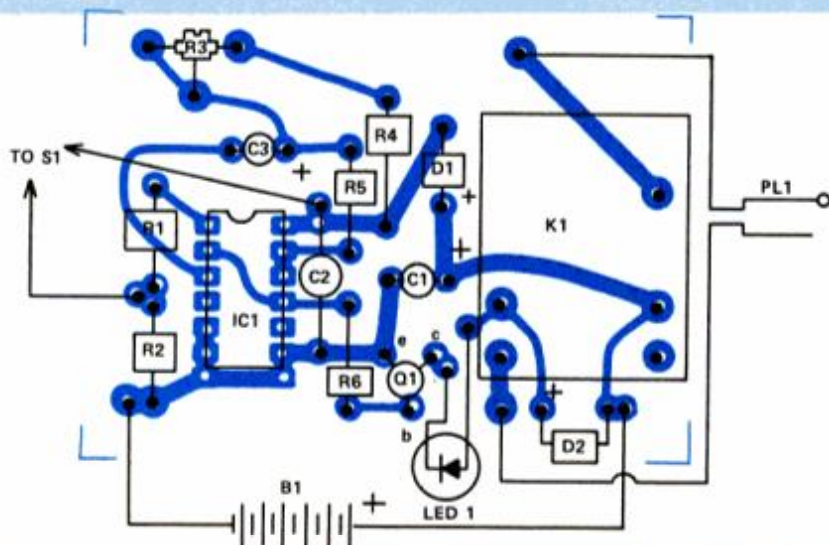 R3
C3
R4
D1
+
TO S1
+
R5
PL1
R1
+
K1
C2
C1
IC1
R2
e
c
R6
Q1
+
b
D2
B1
+
LED 1